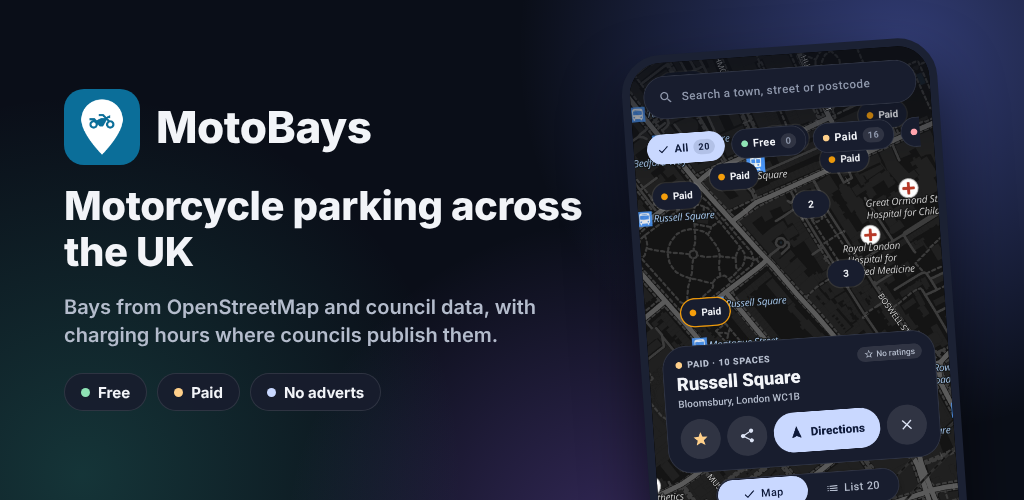 MotoBays
Motorcycle parking across
the UK
Bays from OpenStreetMap and council data, with
charging hours where councils publish them.
Free
Paid
No adverts
Search a town, street or postcode
Paid
All 20
Free 0
Paid 16
Paid
Paid
Square
Paid
Russell Square
2
Great Ormond St
Hospital for Chil
Royal London
Hospital for
ed Medicine
3
Russell Square
Paid
BOSWELL S
PAID · 10 SPACES
No ratings
Russell Square
Bloomsbury, London WC1B
Directions
Map
List 20